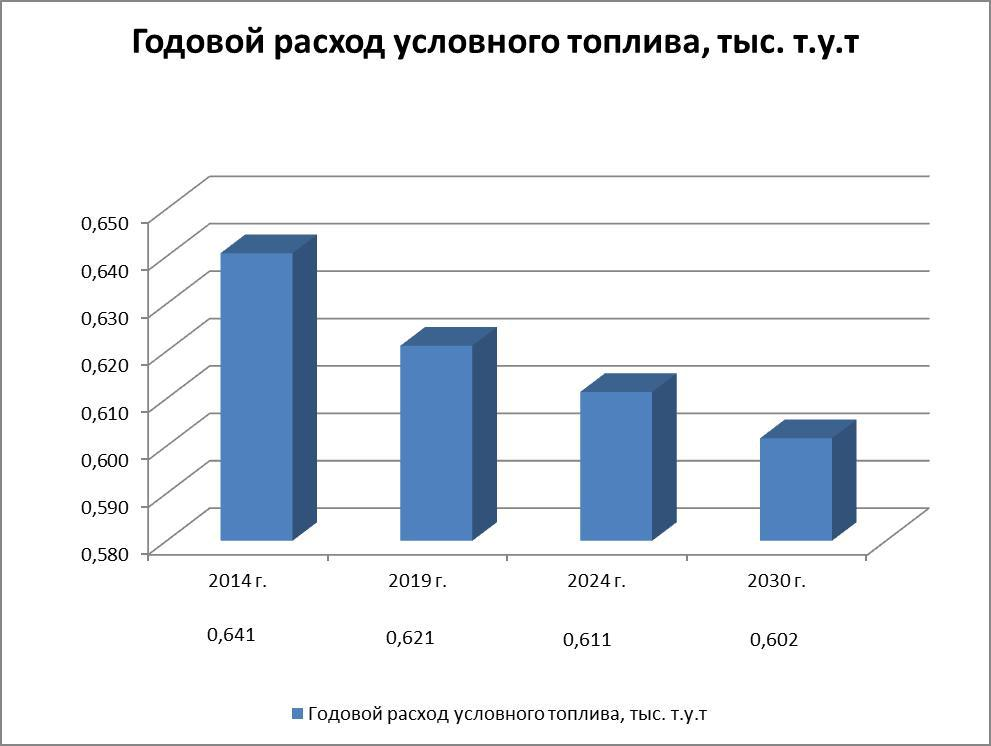 Годовой расход условного топлива, тыс. т.у.т
0,650
0,640
0,630
0,620
0,610
0,600
0,590
0,580
2014 г. 2019 г. 2024 г. 2030 г.
0,641 0,621 0,611 0,602
Годовой расход условного топлива, тыс. т.у.т